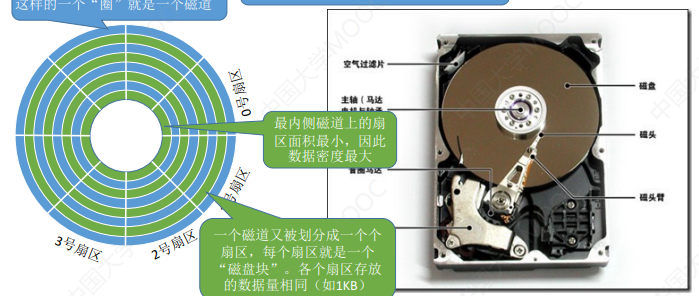 这样的一个“圈”就是一个磁道
0号扇区
号扇区
2号扇区
3号扇区
最内侧磁道上的扇
区面积最小，因此
数据密度最大
一个磁道又被划分成一个个
扇区，每个扇区就是一个
“磁盘块”。各个扇区存放
的数据量相同（如1KB）
空气过滤片
主轴（马达
音圈马达
磁盘
磁头
磁头臂
中国大学MOOC